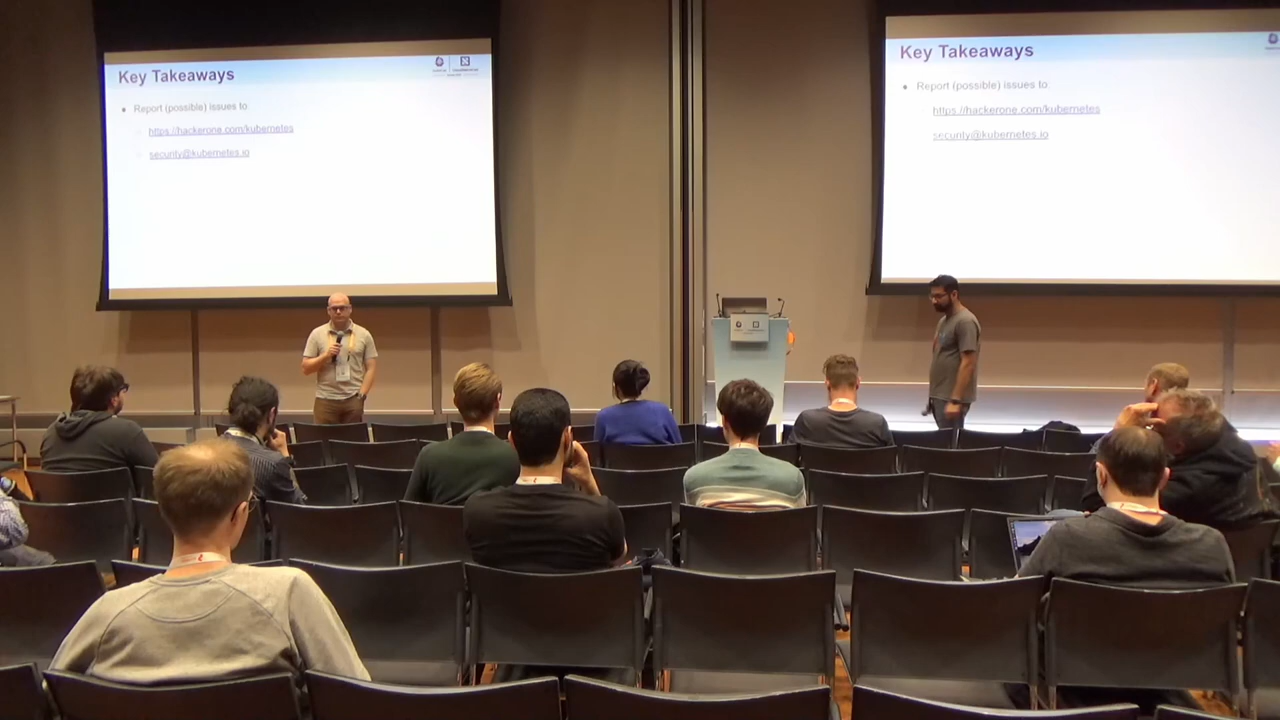 Key Takeaways
Report (possible) issues to
https://hackerone.com/kubernetes
security@kubernetes.io
Key Takeaways
Report (possible) issues to
https://hackerone.com/kubernetes
security@kubernetes.io